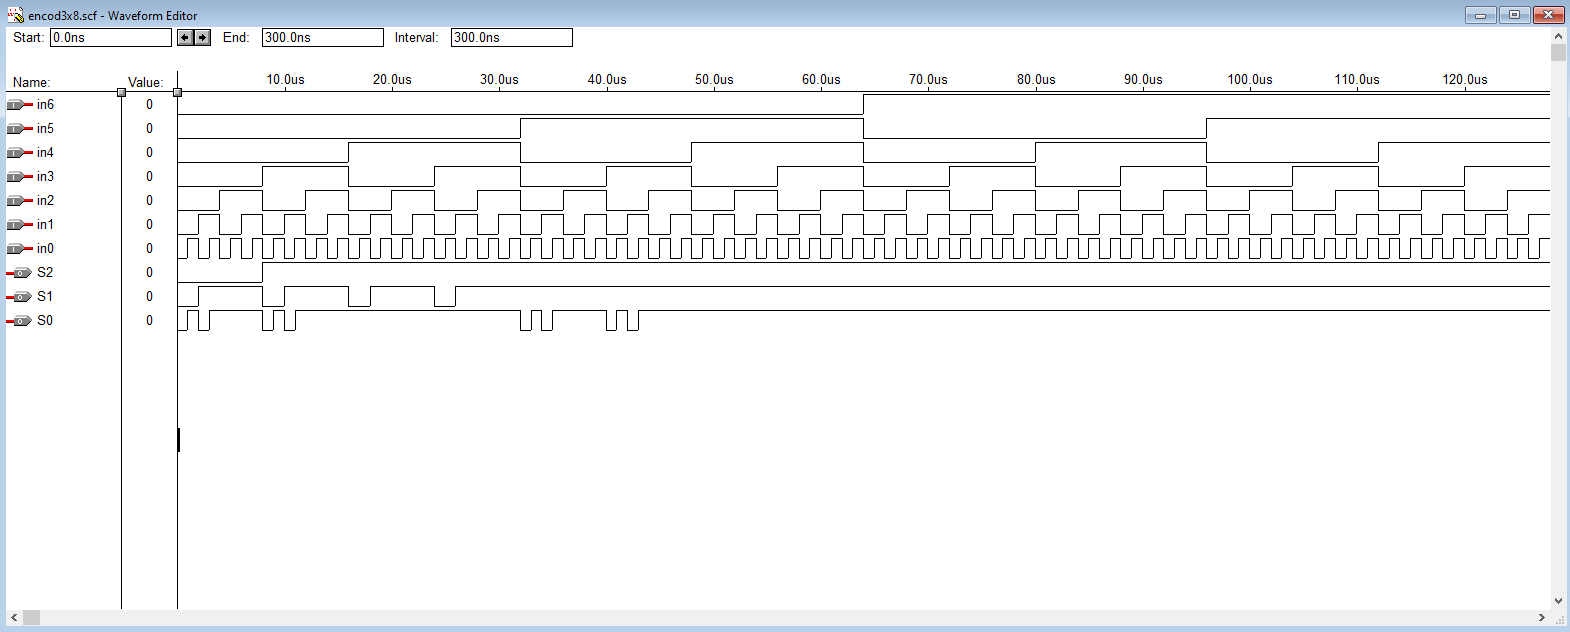 encod3x8.scf - Waveform Editor
Start: 0.0ns End: 300.0ns Interval: 300.0ns
10.0us 20.0us 30.0us 40.0us 50.0us 60.0us 70.0us 80.0us 90.0us 100.0us 110.0us 120.0us
Name: Value:
in6 0
in5 0
in4 0
in3 0
in2 0
in1 0
in0 0
S2 0
S1 0
S0 0